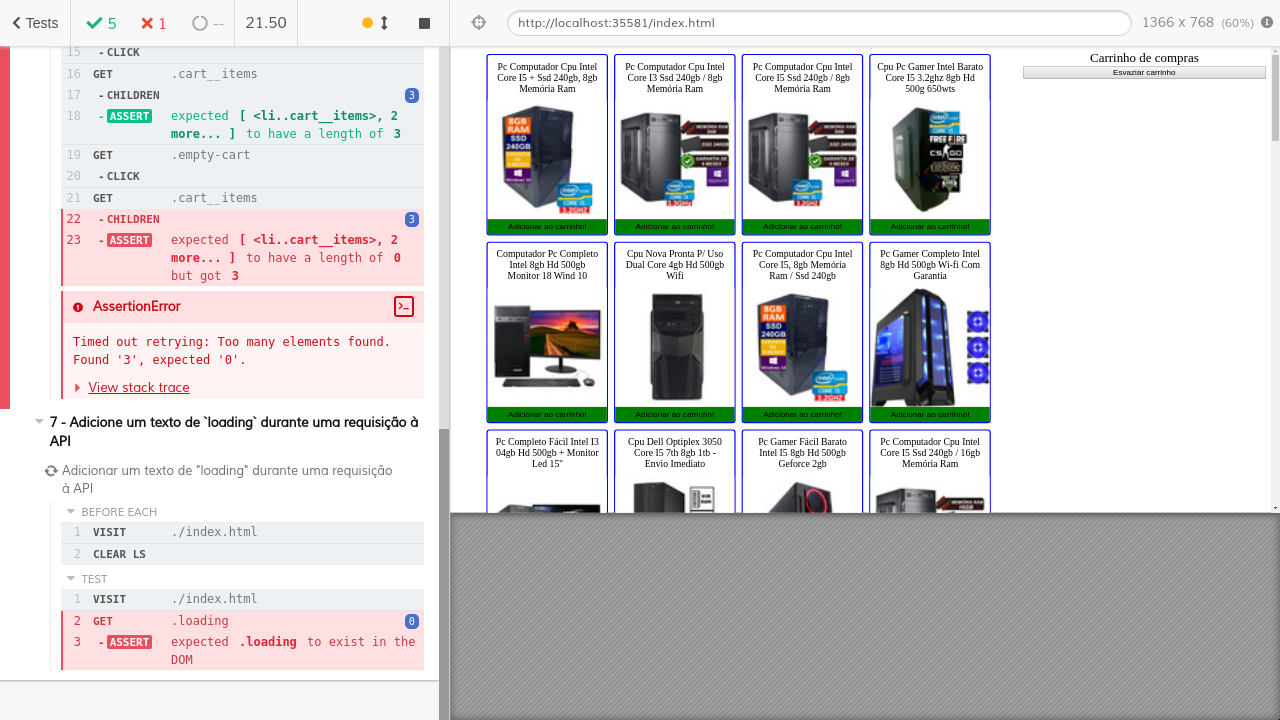 Tests
5
1
--
21.50
http://localhost:35581/index.html
1366 x 768 (60%)
15 - CLICK
16 GET .cart__items
17 - CHILDREN 3
18 - ASSERT expected [ <li..cart__items>, 2
more... ] to have a length of 3
19 GET .empty-cart
20 - CLICK
21 GET .cart__items
22 - CHILDREN 3
23 - ASSERT expected [ <li..cart__items>, 2
more... ] to have a length of 0
but got 3
AssertionError
Timed out retrying: Too many elements found.
Found '3', expected '0'.
View stack trace
7 - Adicione um texto de `loading` durante uma requisição à
API
Adicionar um texto de "loading" durante uma requisição
à API
BEFORE EACH
1 VISIT ./index.html
2 CLEAR LS
TEST
1 VISIT ./index.html
2 GET .loading 0
3 - ASSERT expected .loading to exist in the
DOM
Pc Computador Cpu Intel
Core I5 + Ssd 240gb, 8gb
Memória Ram
8GB
RAM
SSD
240GB
Adicionar ao carrinho!
Pc Computador Cpu Intel
Core I3 Ssd 240gb / 8gb
Memória Ram
Adicionar ao carrinho!
Pc Computador Cpu Intel
Core I5 Ssd 240gb / 8gb
Memória Ram
Adicionar ao carrinho!
Cpu Pc Gamer Intel Barato
Core I5 3.2ghz 8gb Hd
500g 650wts
FREE FIRE
CS:GO
Adicionar ao carrinho!
Carrinho de compras
Esvaziar carrinho
Computador Pc Completo
Intel 8gb Hd 500gb
Monitor 18 Wind 10
Adicionar ao carrinho!
Cpu Nova Pronta P/ Uso
Dual Core 4gb Hd 500gb
Wifi
Adicionar ao carrinho!
Pc Computador Cpu Intel
Core I5, 8gb Memória
Ram / Ssd 240gb
8GB
RAM
SSD
240GB
Adicionar ao carrinho!
Pc Gamer Completo Intel
8gb Hd 500gb Wi-fi Com
Garantia
Adicionar ao carrinho!
Pc Completo Fácil Intel I3
04gb Hd 500gb + Monitor
Led 15"
Cpu Dell Optiplex 3050
Core I5 7th 8gb 1tb -
Envio Imediato
Pc Gamer Fácil Barato
Intel I5 8gb Hd 500gb
Geforce 2gb
Pc Computador Cpu Intel
Core I5 Ssd 240gb / 16gb
Memória Ram